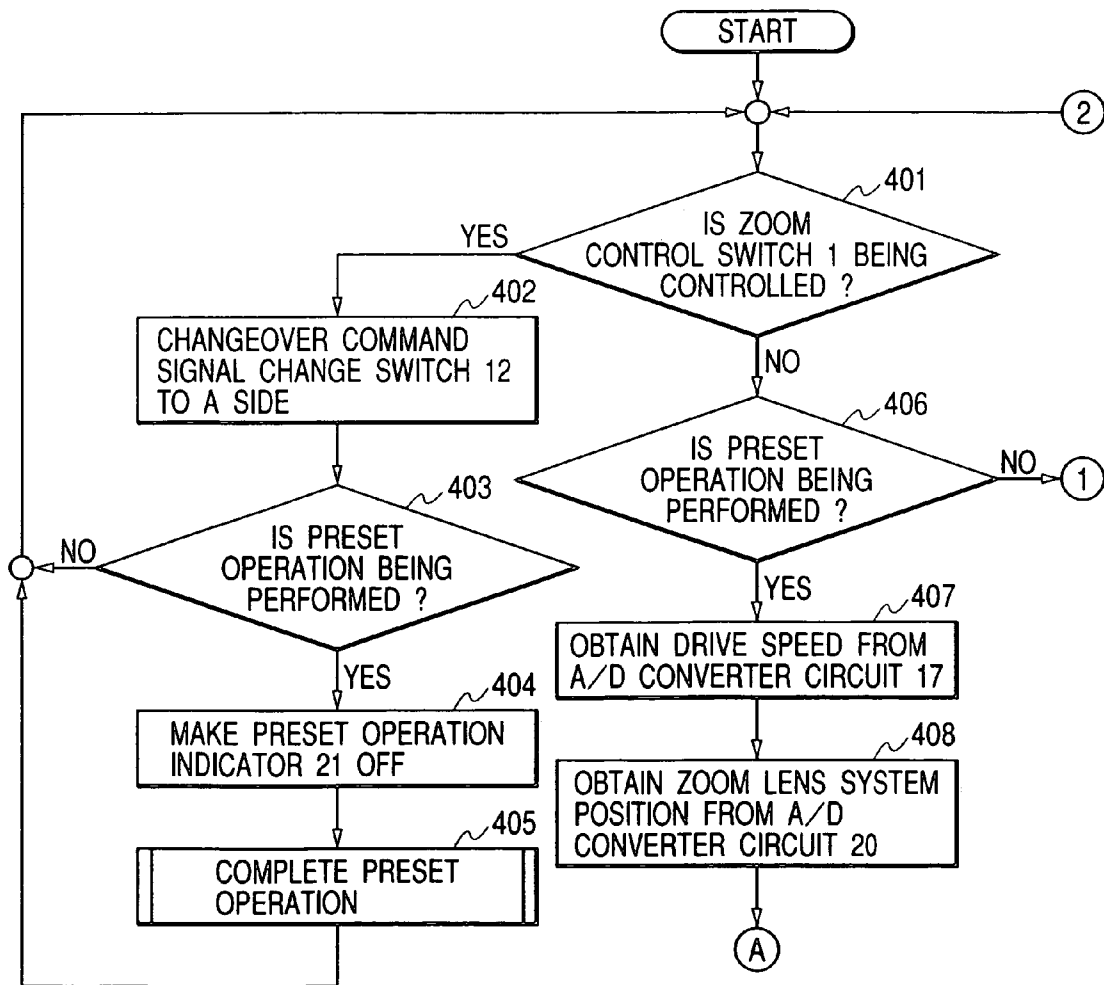 START
2
401
IS ZOOM
CONTROL SWITCH 1 BEING
CONTROLLED ?
YES
NO
402
CHANGEOVER COMMAND
SIGNAL CHANGE SWITCH 12
TO A SIDE
406
IS PRESET
OPERATION BEING
PERFORMED ?
NO
1
YES
403
IS PRESET
OPERATION BEING
PERFORMED ?
NO
YES
407
OBTAIN DRIVE SPEED FROM
A/D CONVERTER CIRCUIT 17
404
MAKE PRESET OPERATION
INDICATOR 21 OFF
408
OBTAIN ZOOM LENS SYSTEM
POSITION FROM A/D
CONVERTER CIRCUIT 20
405
COMPLETE PRESET
OPERATION
A